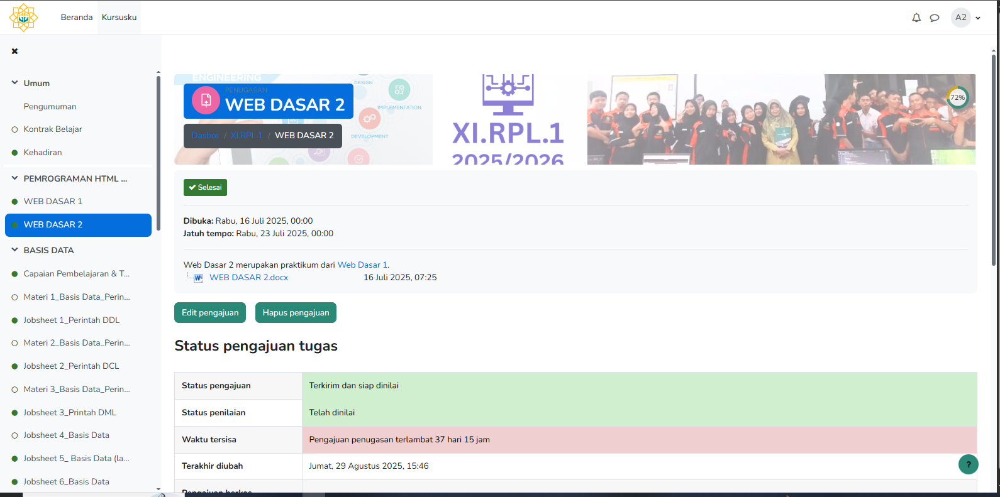 Beranda
Kursusku
A2
Umum
Pengumuman
Kontrak Belajar
Kehadiran
PEMROGRAMAN HTML ...
WEB DASAR 1
WEB DASAR 2
BASIS DATA
Capaian Pembelajaran & T...
Materi 1_Basis Data_Perin...
Jobsheet 1_Perintah DDL
Materi 2_Basis Data_Perin...
Jobsheet 2_Perintah DCL
Materi 3_Basis Data_Perin...
Jobsheet 3_Printah DML
Jobsheet 4_Basis Data
Jobsheet 5_ Basis Data (la...
Jobsheet 6_Basis Data
ENGINEERING
DESIGN
IMPLEMENTATION
DEVELOPMENT
PENUGASAN
WEB DASAR 2
Dasbor / XI.RPL.1 / WEB DASAR 2
XI.RPL.1
2025/2026
72%
Selesai
Dibuka: Rabu, 16 Juli 2025, 00:00
Jatuh tempo: Rabu, 23 Juli 2025, 00:00
Web Dasar 2 merupakan praktikum dari Web Dasar 1.
WEB DASAR 2.docx 16 Juli 2025, 07:25
Edit pengajuan
Hapus pengajuan
Status pengajuan tugas
Status pengajuan Terkirim dan siap dinilai
Status penilaian Telah dinilai
Waktu tersisa Pengajuan penugasan terlambat 37 hari 15 jam
Terakhir diubah Jumat, 29 Agustus 2025, 15:46
Pengajuan berkas
?